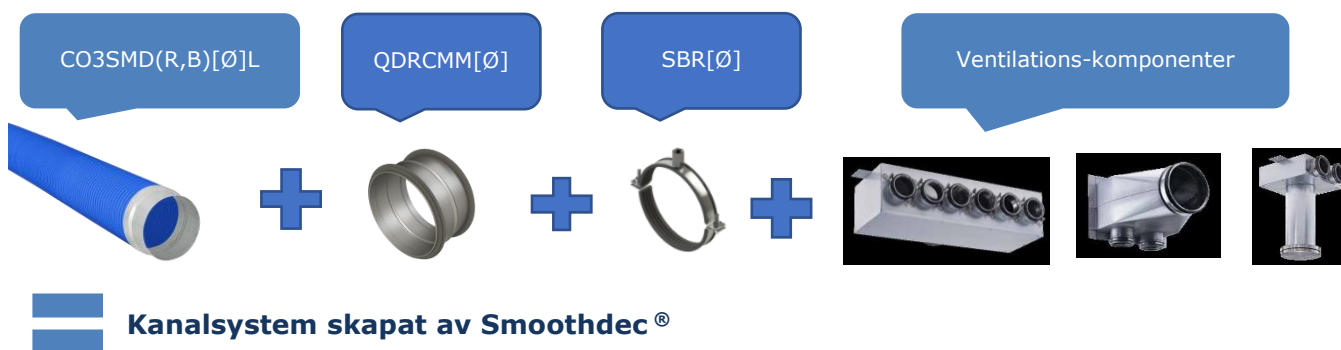 CO3SMD(R,B)[Ø]L
QDRCMM[Ø]
SBR[Ø]
Ventilations-komponenter
Kanalsystem skapat av Smoothdec ®